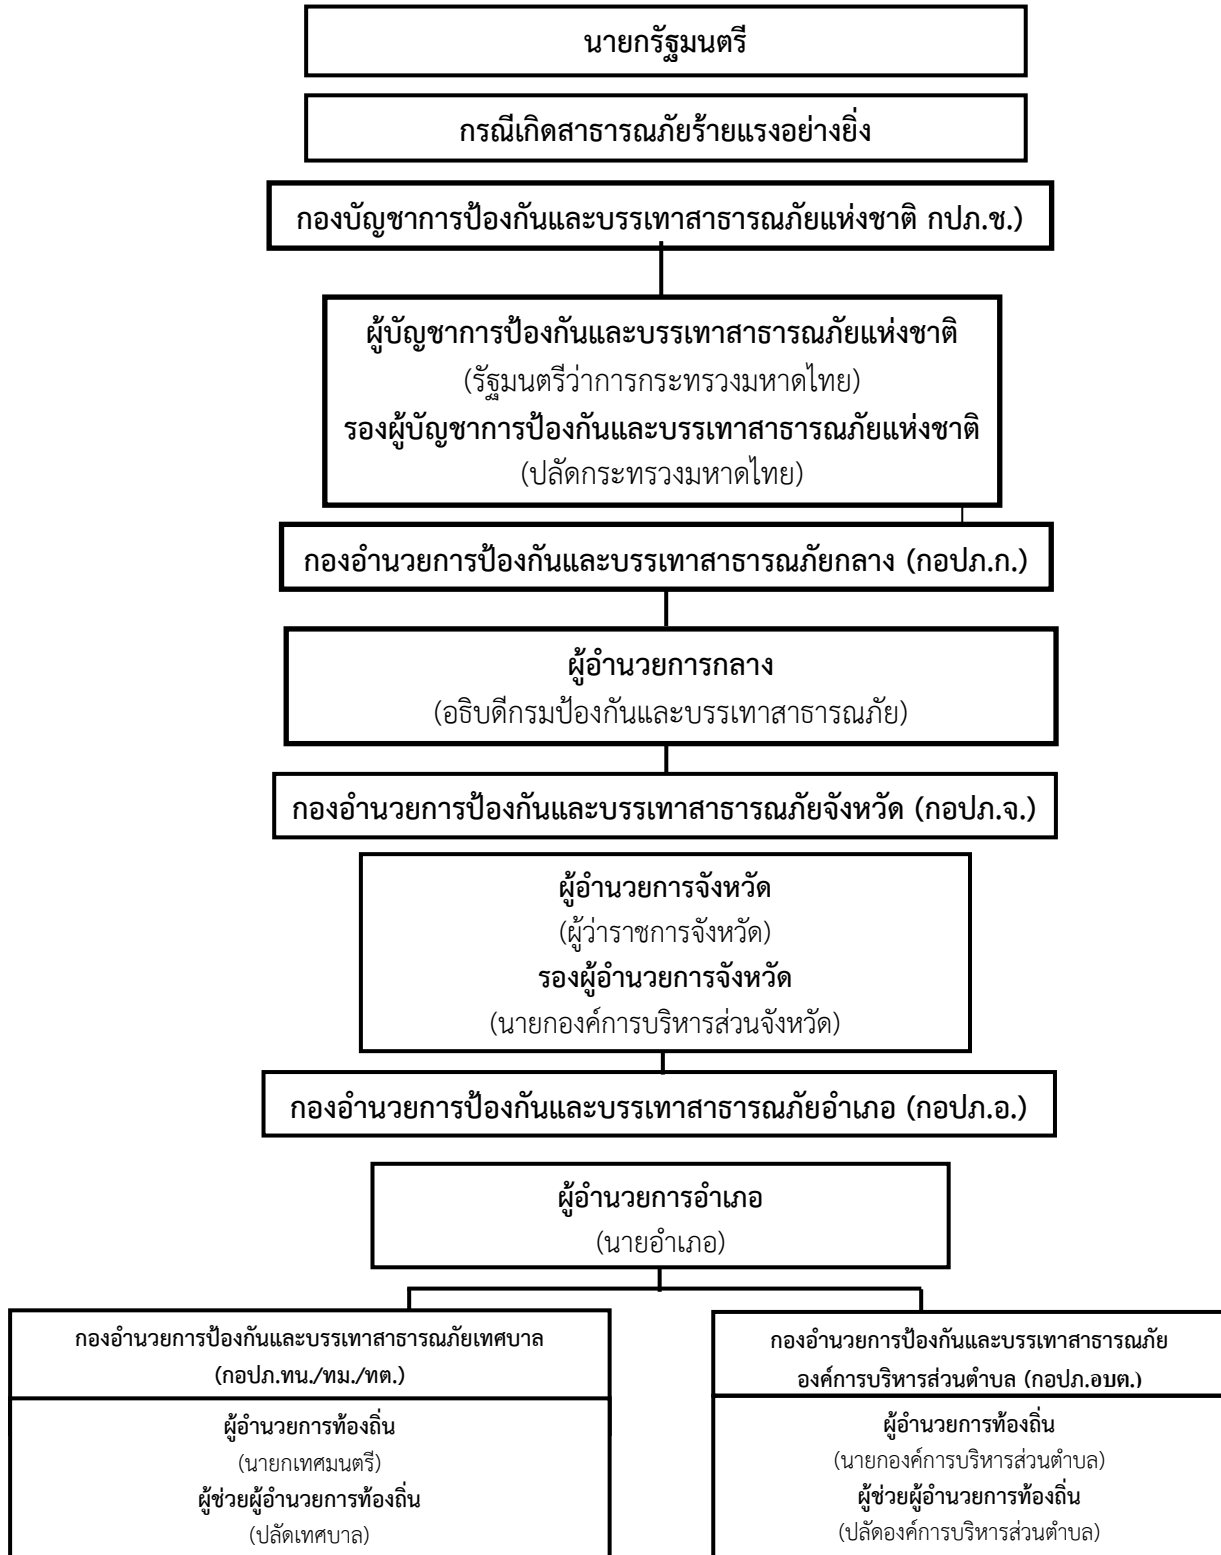 นายกรัฐมนตรี
กรณีเกิดสาธารณภัยร้ายแรงอย่างยิ่ง
กองบัญชาการป้องกันและบรรเทาสาธารณภัยแห่งชาติ กปภ.ช.)
ผู้บัญชาการป้องกันและบรรเทาสาธารณภัยแห่งชาติ
(รัฐมนตรีว่าการกระทรวงมหาดไทย)
รองผู้บัญชาการป้องกันและบรรเทาสาธารณภัยแห่งชาติ
(ปลัดกระทรวงมหาดไทย)
กองอำนวยการป้องกันและบรรเทาสาธารณภัยกลาง (กอปภ.ก.)
ผู้อำนวยการกลาง
(อธิบดีกรมป้องกันและบรรเทาสาธารณภัย)
กองอำนวยการป้องกันและบรรเทาสาธารณภัยจังหวัด (กอปภ.จ.)
ผู้อำนวยการจังหวัด
(ผู้ว่าราชการจังหวัด)
รองผู้อำนวยการจังหวัด
(นายกองค์การบริหารส่วนจังหวัด)
กองอำนวยการป้องกันและบรรเทาสาธารณภัยอำเภอ (กอปภ.อ.)
ผู้อำนวยการอำเภอ
(นายอำเภอ)
กองอำนวยการป้องกันและบรรเทาสาธารณภัยเทศบาล
(กอปภ.ทน./ทม./ทต.)
ผู้อำนวยการท้องถิ่น
(นายกเทศมนตรี)
ผู้ช่วยผู้อำนวยการท้องถิ่น
(ปลัดเทศบาล)
กองอำนวยการป้องกันและบรรเทาสาธารณภัย
องค์การบริหารส่วนตำบล (กอปภ.อบต.)
ผู้อำนวยการท้องถิ่น
(นายกองค์การบริหารส่วนตำบล)
ผู้ช่วยผู้อำนวยการท้องถิ่น
(ปลัดองค์การบริหารส่วนตำบล)